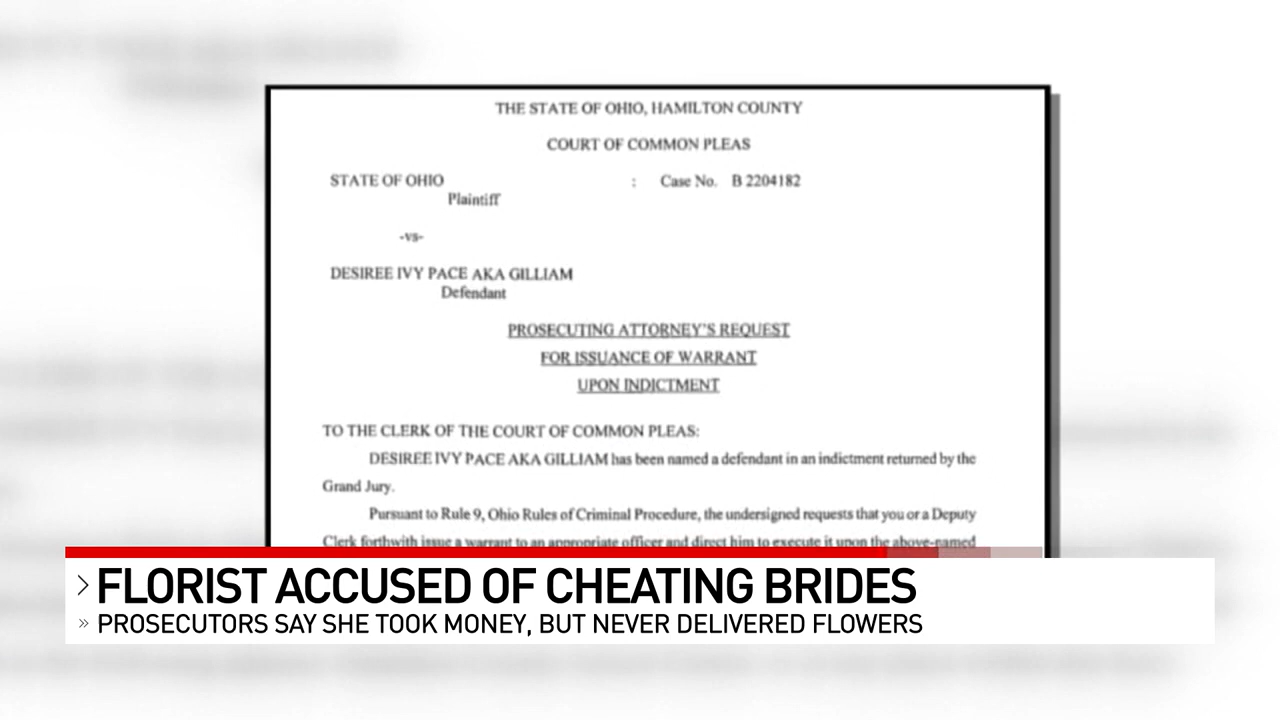 THE STATE OF OHIO, HAMILTON COUNTY
COURT OF COMMON PLEAS
STATE OF OHIO : Case No. B 2204182
Plaintiff
-vs-
DESIREE IVY PACE AKA GILLIAM
Defendant
PROSECUTING ATTORNEY'S REQUEST
FOR ISSUANCE OF WARRANT
UPON INDICTMENT
TO THE CLERK OF THE COURT OF COMMON PLEAS:
DESIREE IVY PACE AKA GILLIAM has been named a defendant in an indictment returned by the
Grand Jury.
Pursuant to Rule 9, Ohio Rules of Criminal Procedure, the undersigned requests that you or a Deputy
Clerk forthwith issue a warrant to an appropriate officer and direct him to execute it upon the above-named
> FLORIST ACCUSED OF CHEATING BRIDES
» PROSECUTORS SAY SHE TOOK MONEY, BUT NEVER DELIVERED FLOWERS